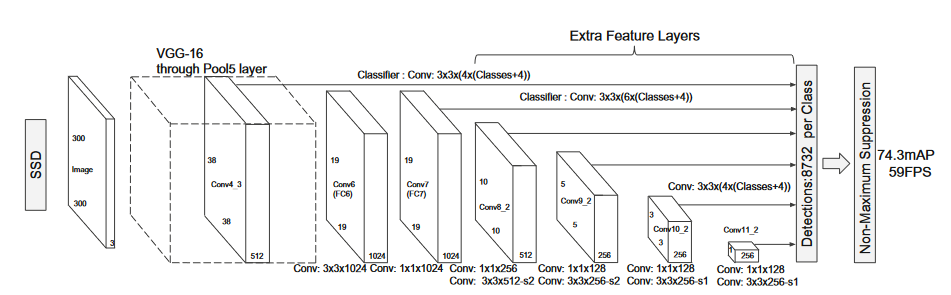 Extra Feature Layers
VGG-16
through Pool5 layer
Classifier : Conv: 3x3x(4x(Classes+4))
Classifier : Conv: 3x3x(6x(Classes+4))
SSD
300
Image
300
3
38
Conv4_3
38
512
19
Conv6
(FC6)
19
1024
19
Conv7
(FC7)
19
1024
10
Conv8_2
10
512
5
Conv9_2
5
256
Conv: 3x3x(4x(Classes+4))
3
Conv10_2
3
256
Conv11_2
1
256
Detections:8732 per Class
Non-Maximum Suppression
74.3mAP
59FPS
Conv: 3x3x1024
Conv: 1x1x1024
Conv: 1x1x256
Conv: 3x3x512-s2
Conv: 1x1x128
Conv: 3x3x256-s2
Conv: 1x1x128
Conv: 3x3x256-s1
Conv: 1x1x128
Conv: 3x3x256-s1